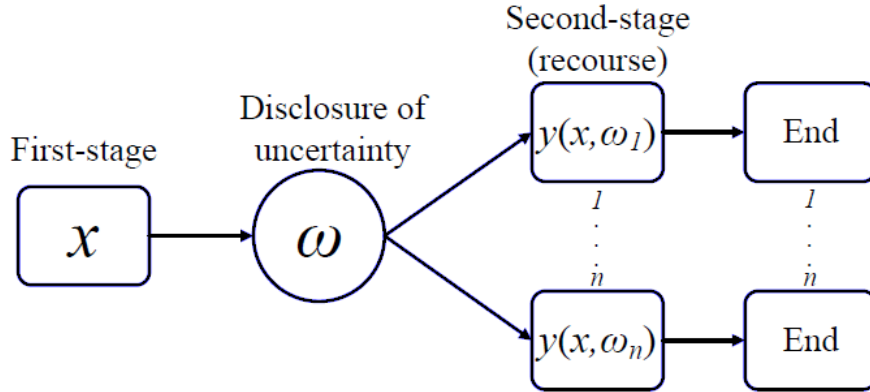 First-stage
x
Disclosure of
uncertainty
ω
Second-stage
(recourse)
y(x,ω1)
End
1
.
.
.
n
1
.
.
.
n
y(x,ωn)
End